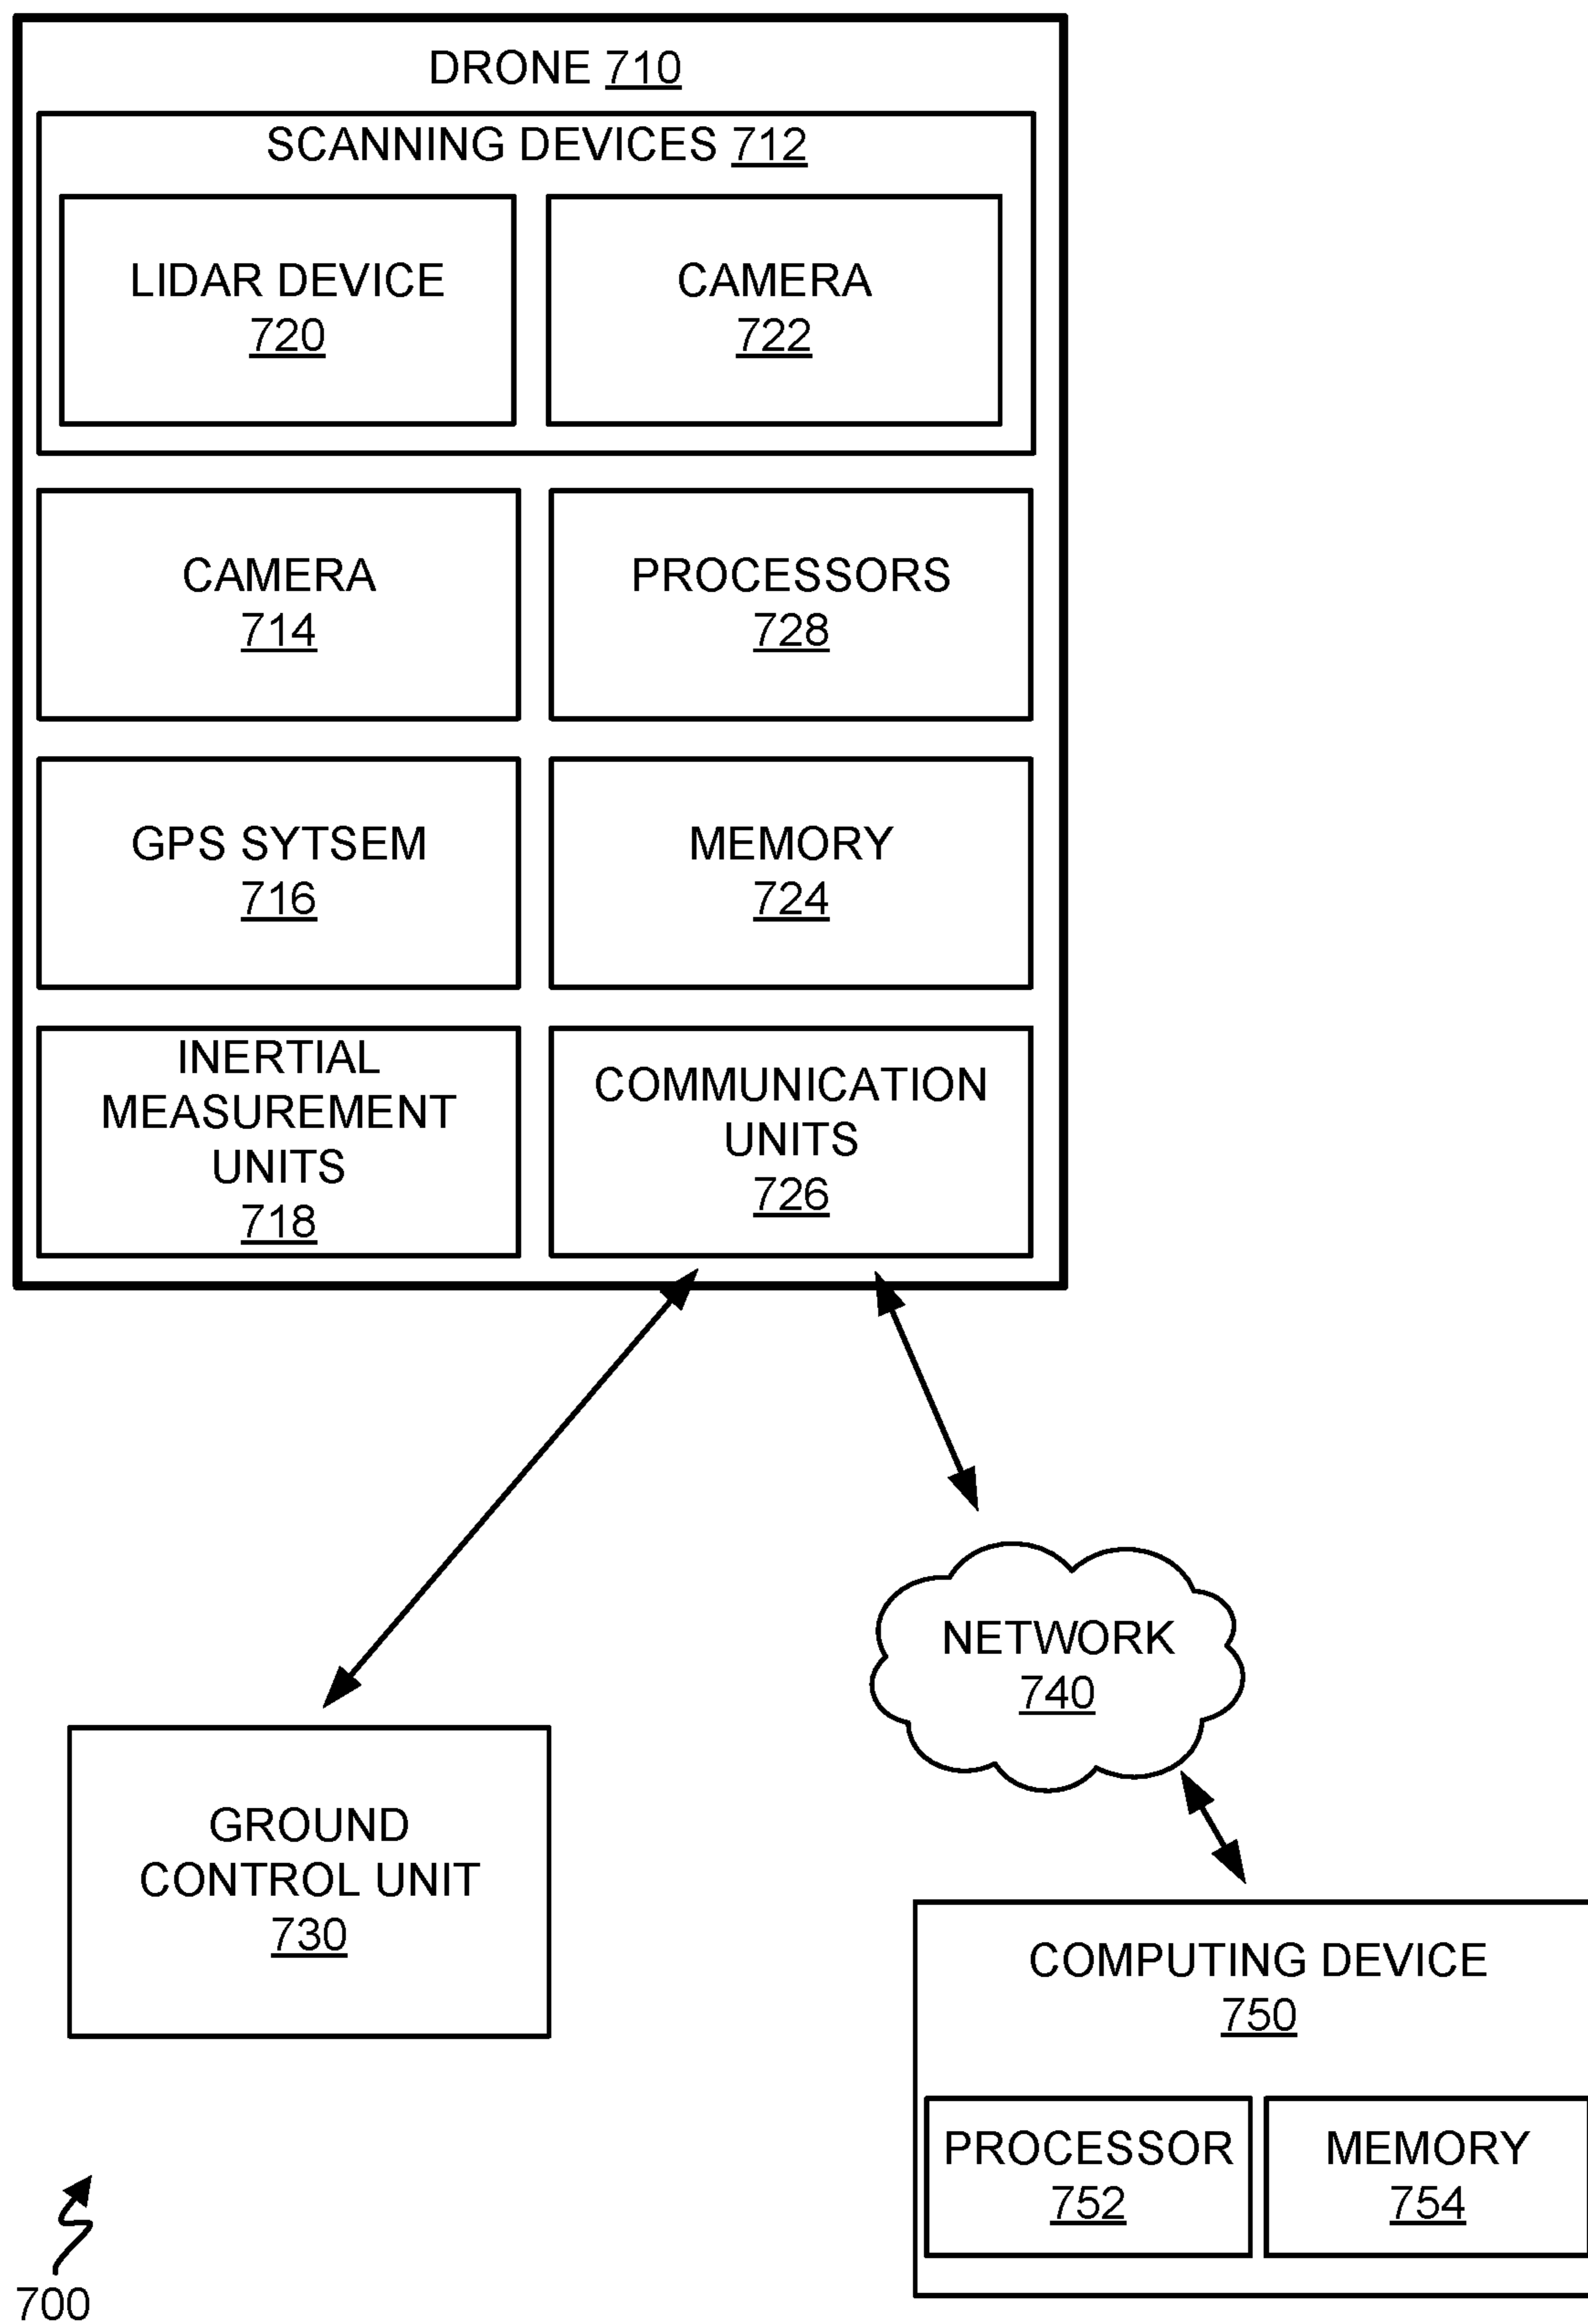 DRONE 710
SCANNING DEVICES 712
LIDAR DEVICE
720
CAMERA
722
CAMERA
714
PROCESSORS
728
GPS SYTSEM
716
MEMORY
724
INERTIAL
MEASUREMENT
UNITS
718
COMMUNICATION
UNITS
726
NETWORK
740
GROUND
CONTROL UNIT
730
COMPUTING DEVICE
750
PROCESSOR
752
MEMORY
754
700